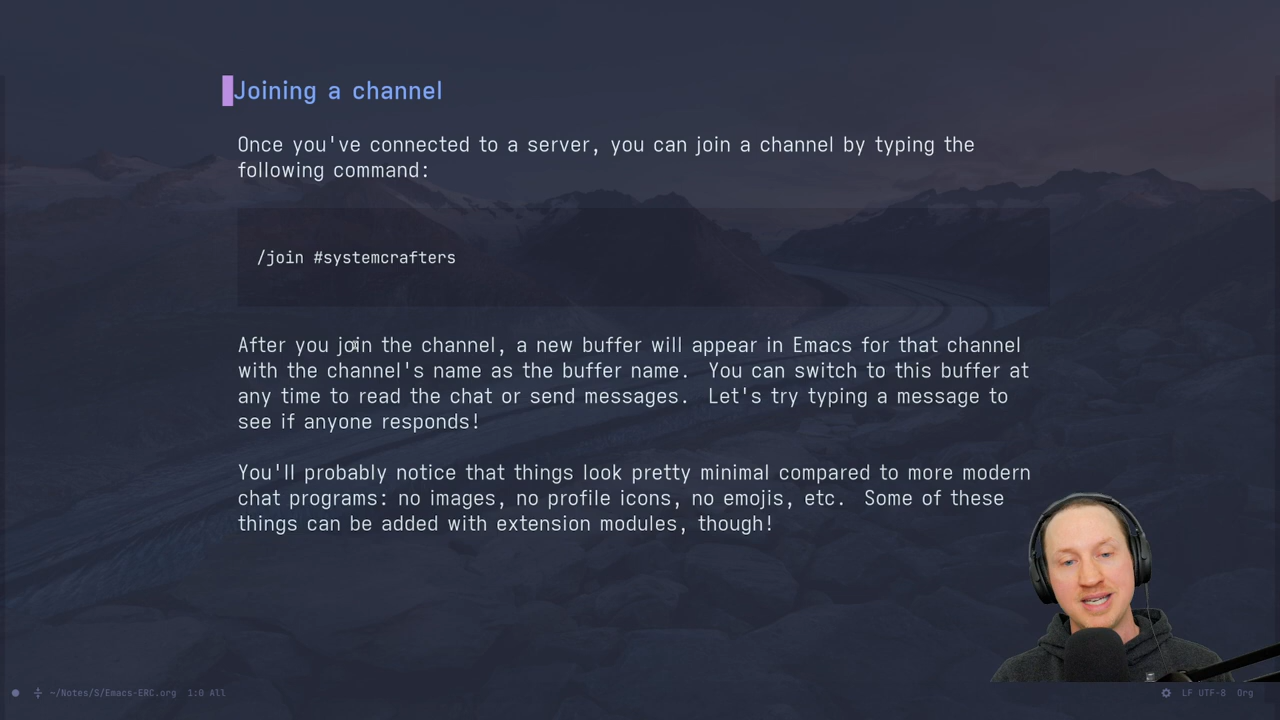 Joining a channel
Once you've connected to a server, you can join a channel by typing the
following command:
/join #systemcrafters
After you join the channel, a new buffer will appear in Emacs for that channel
with the channel's name as the buffer name.  You can switch to this buffer at
any time to read the chat or send messages.  Let's try typing a message to
see if anyone responds!
You'll probably notice that things look pretty minimal compared to more modern
chat programs: no images, no profile icons, no emojis, etc.  Some of these
things can be added with extension modules, though!
~/Notes/S/Emacs-ERC.org  1:0 All
LF UTF-8  Org